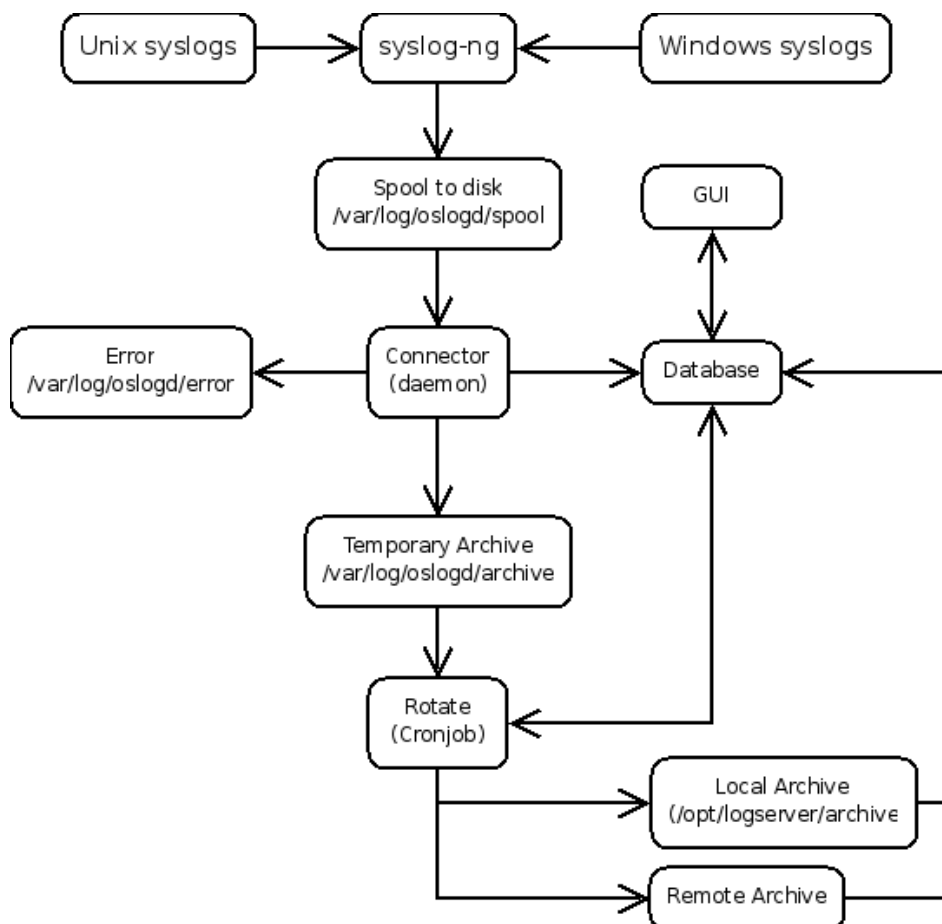 Unix syslogs
syslog-ng
Windows syslogs
Spool to disk
/var/log/oslogd/spool
GUI
Error
/var/log/oslogd/error
Connector
(daemon)
Database
Temporary Archive
/var/log/oslogd/archive
Rotate
(Cronjob)
Local Archive
(/opt/logserver/archive
Remote Archive